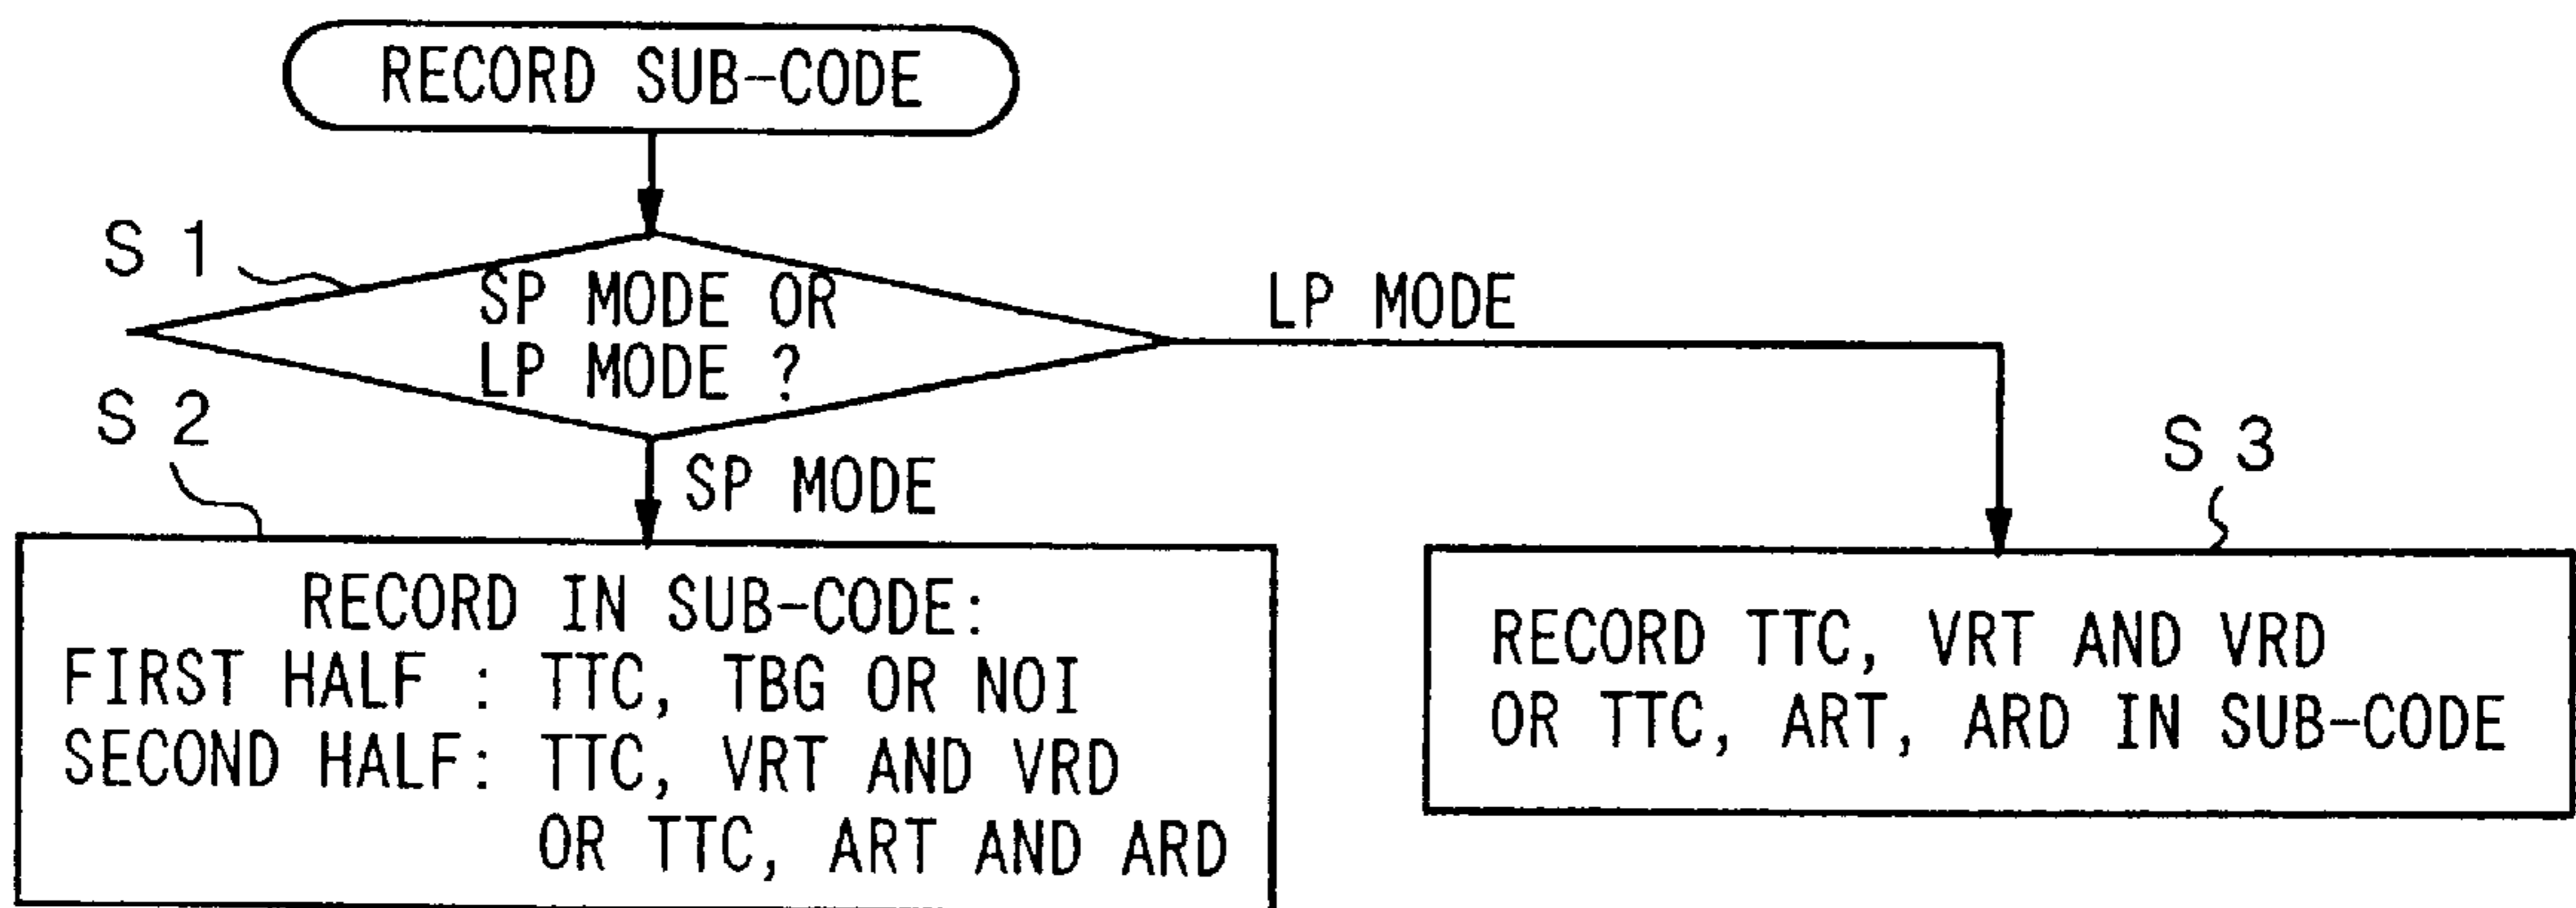 RECORD SUB-CODE
S 1
SP MODE OR
LP MODE ?
LP MODE
S 2
SP MODE
S 3
RECORD IN SUB-CODE:
FIRST HALF : TTC, TBG OR NOI
SECOND HALF: TTC, VRT AND VRD
OR TTC, ART AND ARD
RECORD TTC, VRT AND VRD
OR TTC, ART, ARD IN SUB-CODE